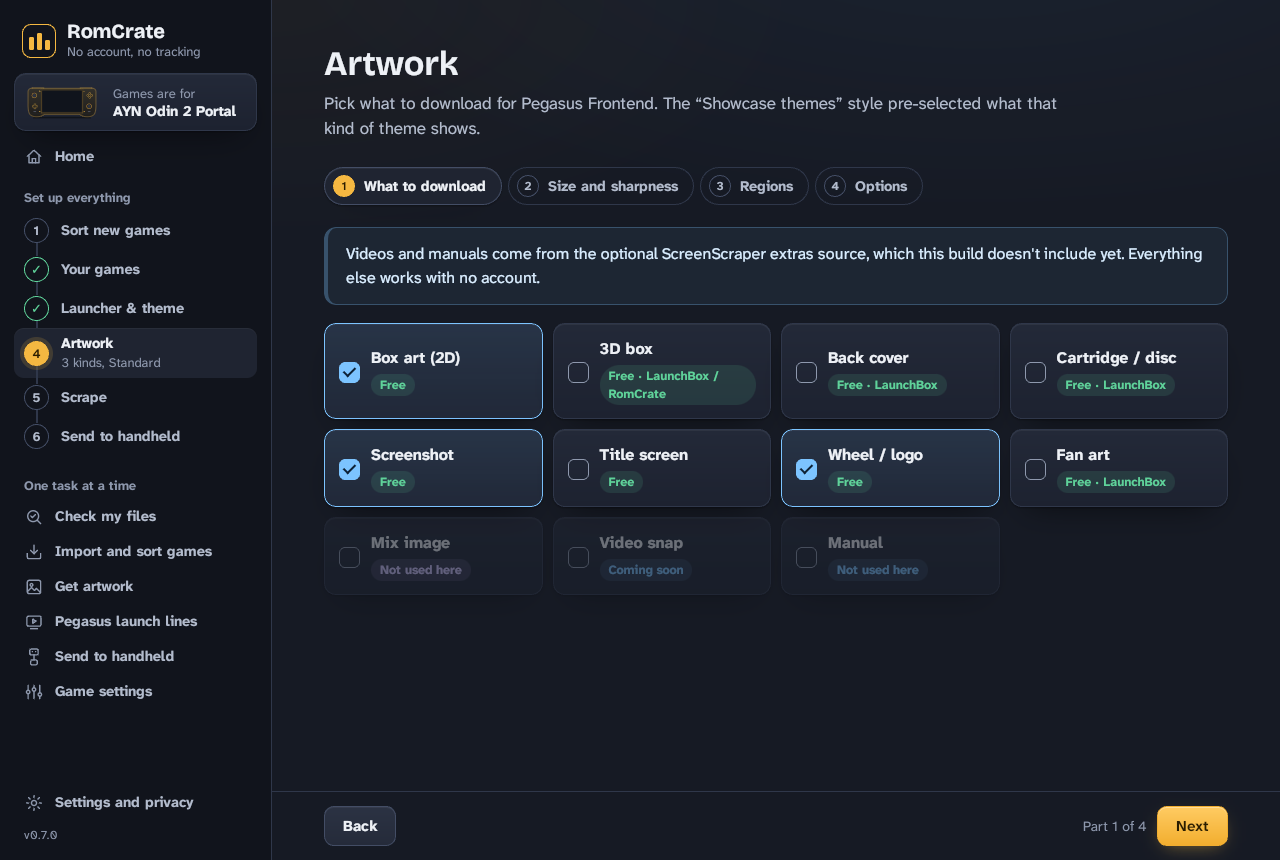 RomCrate
No account, no tracking
Games are for
AYN Odin 2 Portal
Home
Set up everything
1 Sort new games
✓ Your games
✓ Launcher & theme
4 Artwork
3 kinds, Standard
5 Scrape
6 Send to handheld
One task at a time
Check my files
Import and sort games
Get artwork
Pegasus launch lines
Send to handheld
Game settings
Settings and privacy
v0.7.0
Artwork
Pick what to download for Pegasus Frontend. The “Showcase themes” style pre-selected what that
kind of theme shows.
1 What to download 2 Size and sharpness 3 Regions 4 Options
Videos and manuals come from the optional ScreenScraper extras source, which this build doesn't include yet. Everything
else works with no account.
Box art (2D)
Free
3D box
Free · LaunchBox /
RomCrate
Back cover
Free · LaunchBox
Cartridge / disc
Free · LaunchBox
Screenshot
Free
Title screen
Free
Wheel / logo
Free
Fan art
Free · LaunchBox
Mix image
Not used here
Video snap
Coming soon
Manual
Not used here
Back
Part 1 of 4
Next